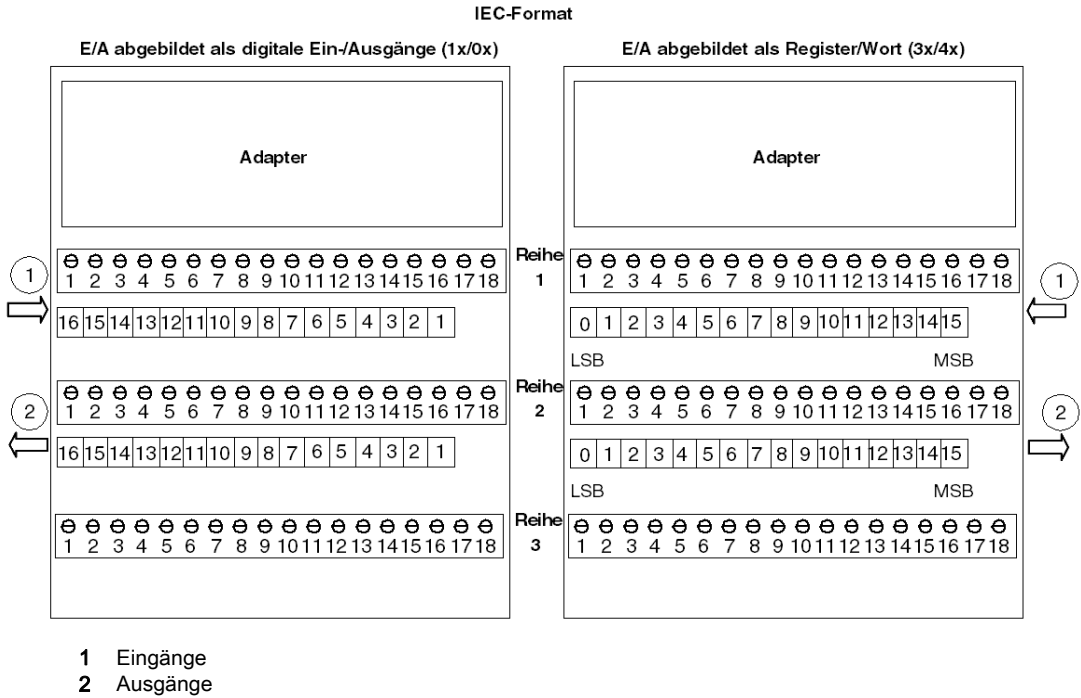 IEC-Format
E/A abgebildet als digitale Ein-/Ausgänge (1x/0x)
E/A abgebildet als Register/Wort (3x/4x)
Adapter
Adapter
Reihe
1
1 2 3 4 5 6 7 8 9 10 11 12 13 14 15 16 17 18
1 2 3 4 5 6 7 8 9 10 11 12 13 14 15 16 17 18
1
1
16 15 14 13 12 11 10 9 8 7 6 5 4 3 2 1
0 1 2 3 4 5 6 7 8 9 10 11 12 13 14 15
LSB MSB
Reihe
2
1 2 3 4 5 6 7 8 9 10 11 12 13 14 15 16 17 18
1 2 3 4 5 6 7 8 9 10 11 12 13 14 15 16 17 18
2
2
16 15 14 13 12 11 10 9 8 7 6 5 4 3 2 1
0 1 2 3 4 5 6 7 8 9 10 11 12 13 14 15
LSB MSB
Reihe
3
1 2 3 4 5 6 7 8 9 10 11 12 13 14 15 16 17 18
1 2 3 4 5 6 7 8 9 10 11 12 13 14 15 16 17 18
1 Eingänge
2 Ausgänge